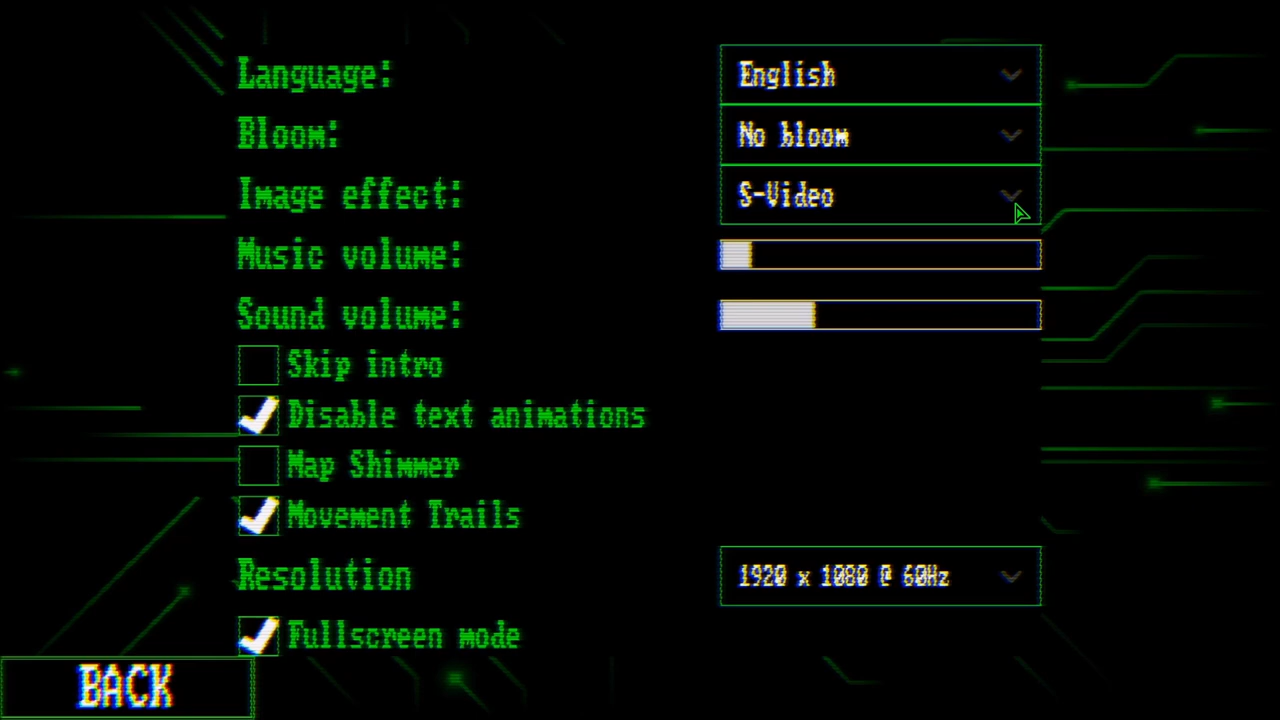 Language: English
Bloom: No bloom
Image effect: S-Video
Music volume:
Sound volume:
Skip intro
Disable text animations
Map Shimmer
Movement Trails
Resolution 1920 x 1080 @ 60Hz
Fullscreen mode
BACK